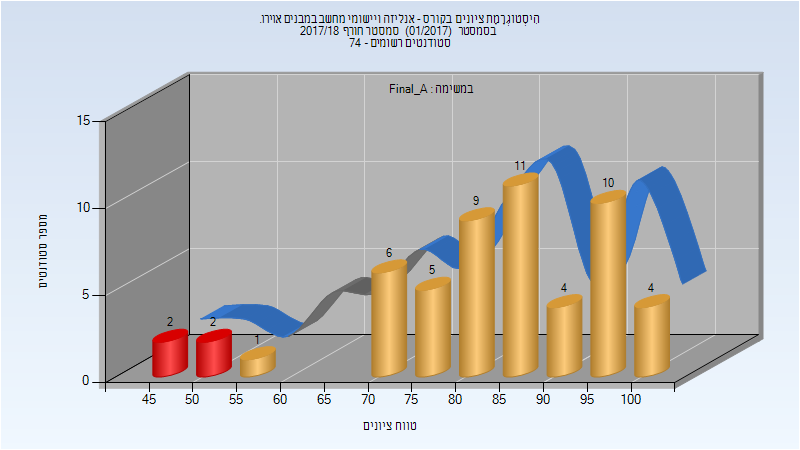 הִיסְטוֹגְרַמַת ציונים בקורס - אנליזה ויישומי מחשב במבנים אוירו.
בסמסטר (01/2017) סמסטר חורף 2017/18
סטודנטים רשומים - 74
במשימה : Final_A
מספר סטודנטים
15
10
5
0
2
2
1
6
5
9
11
4
10
4
45 50 55 60 65 70 75 80 85 90 95 100
טווח ציונים